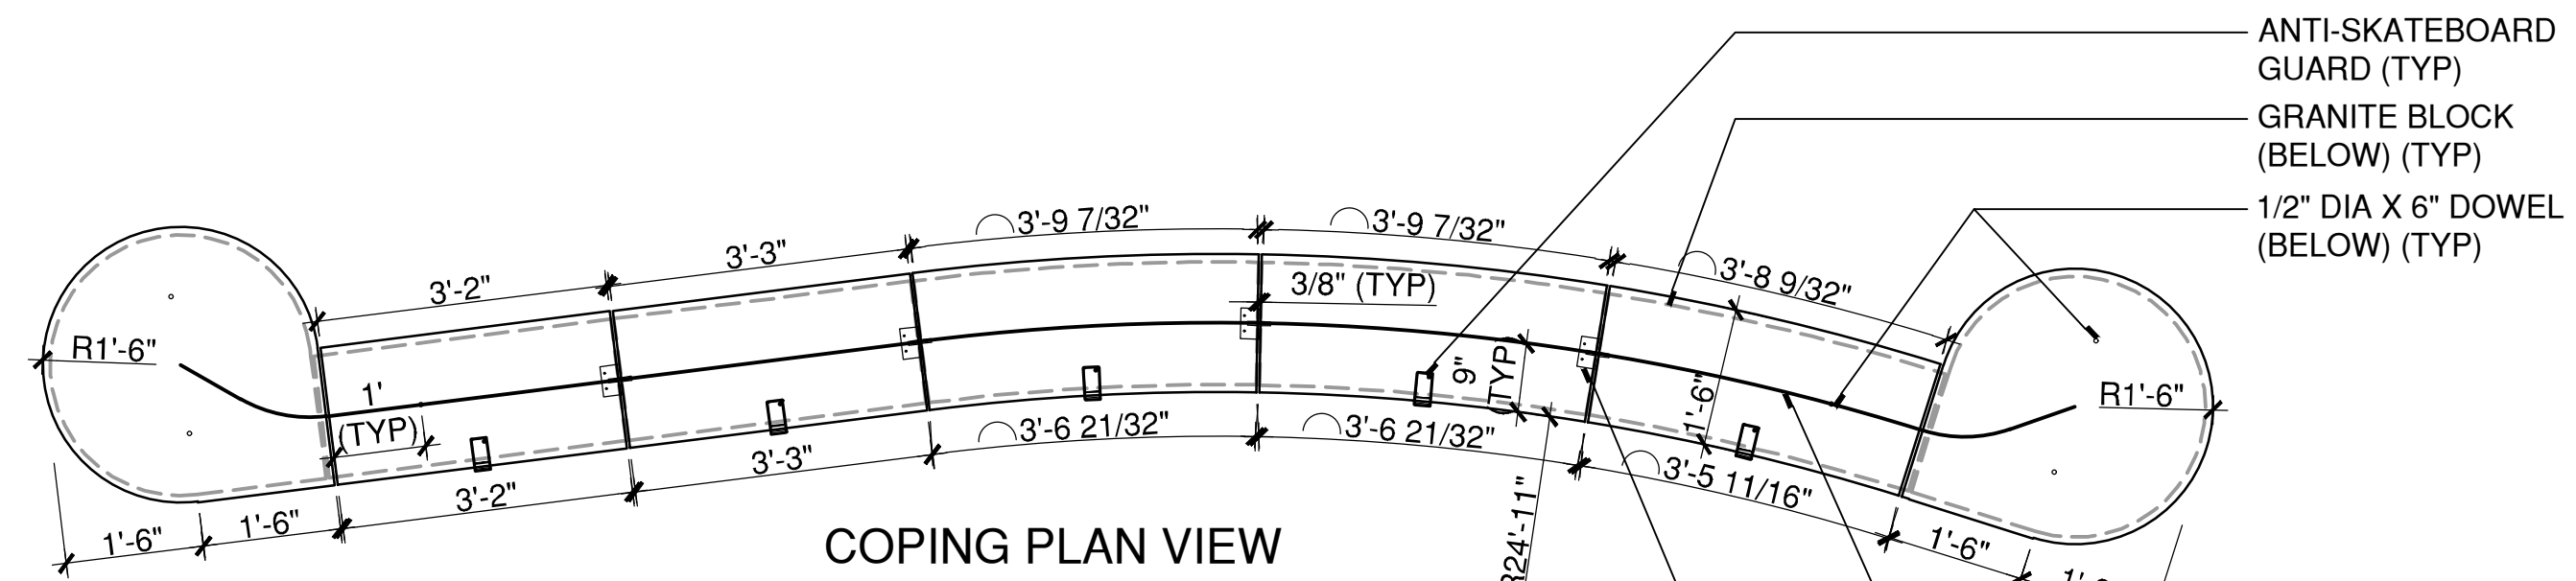 ANTI-SKATEBOARD
GUARD (TYP)
GRANITE BLOCK
(BELOW) (TYP)
1/2" DIA X 6" DOWEL
(BELOW) (TYP)
3'-9 7/32"
3'-9 7/32"
3'-3"
3'-2"
3'-8 9/32"
3/8" (TYP)
R1'-6"
1'
(TYP)
9"
(TYP)
1'-6"
R1'-6"
3'-6 21/32"
3'-6 21/32"
3'-3"
3'-2"
3'-5 11/16"
1'-6"
1'-6"
1'-6"
24'-11"
COPING PLAN VIEW